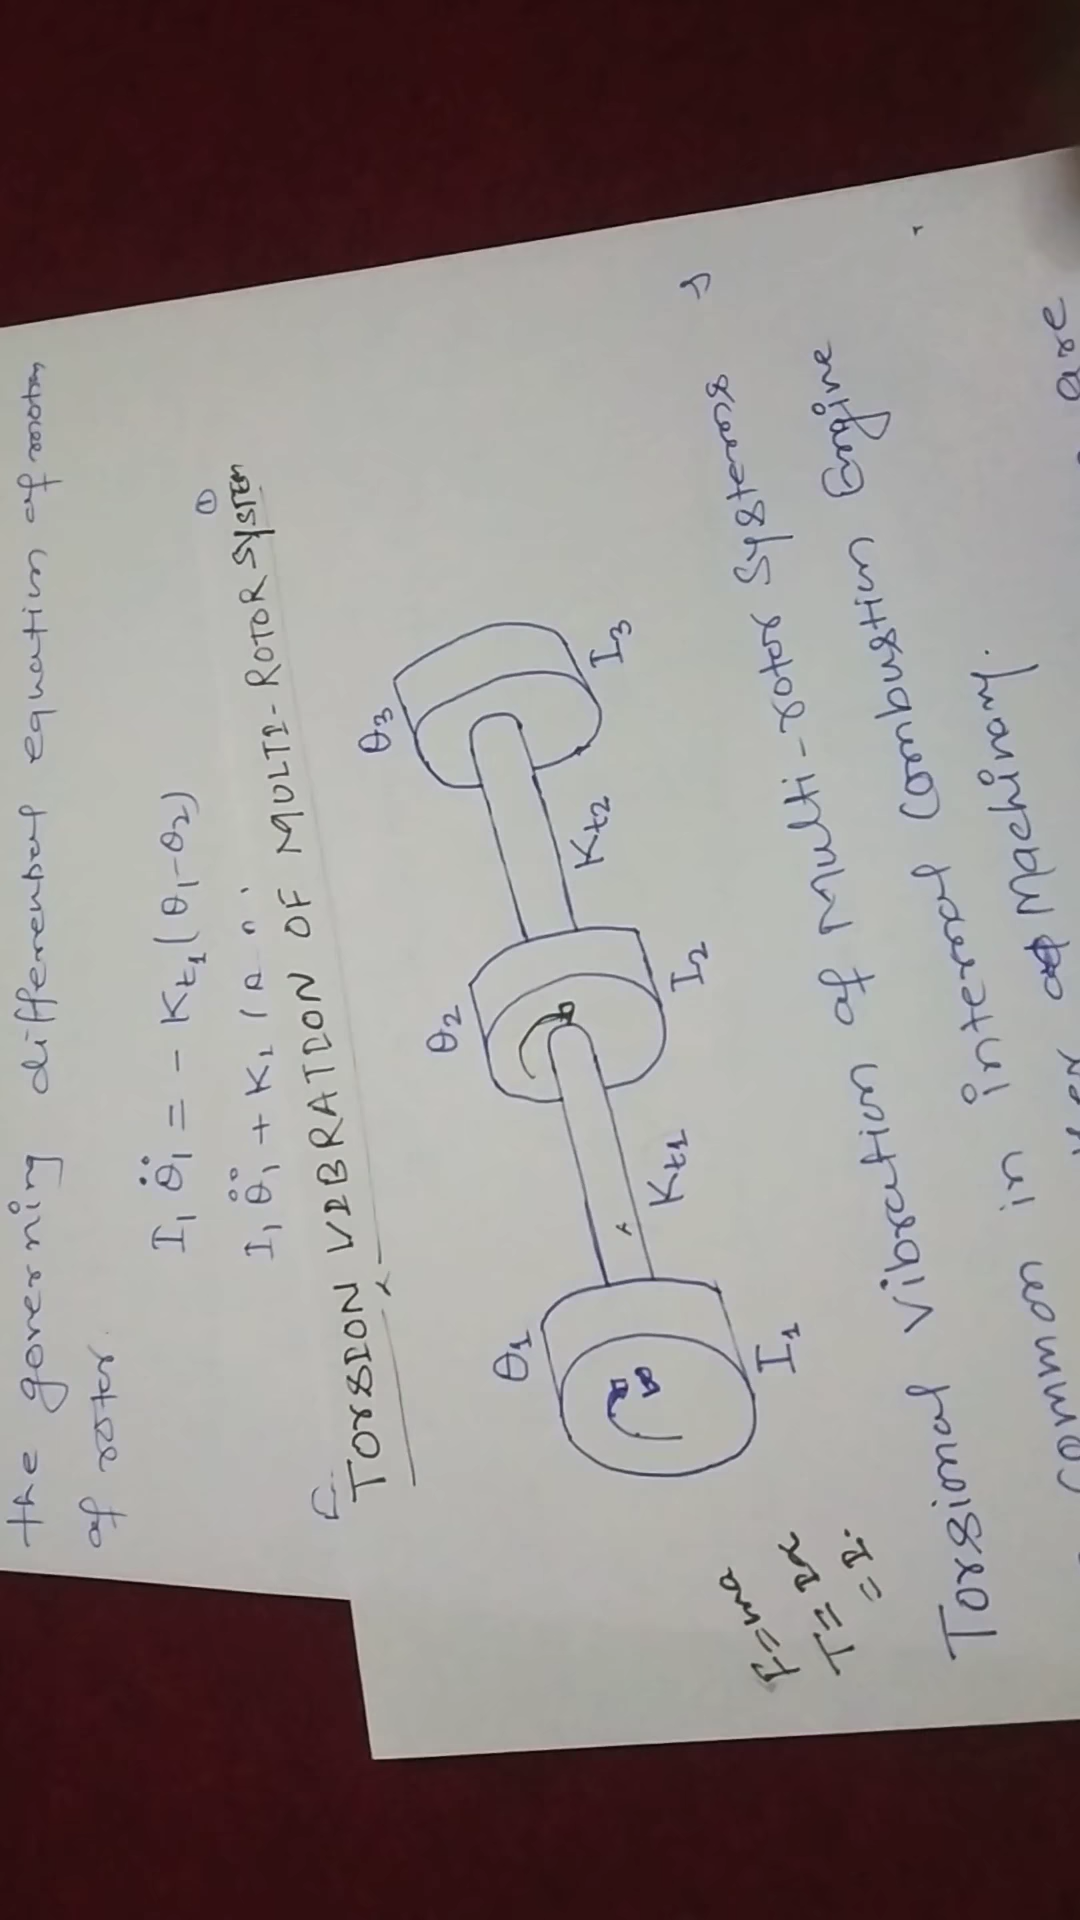 the governing differential equation of motion
of rotor
I₁ θ̈₁ = - Kt₁(θ₁-θ₂)
I₁ θ̈₁ + K
①
TORSION VIBRATION OF MULTI-ROTOR SYSTEM
θ₁
θ₂
θ₃
Kt1
Kt2
I1
I2
I3
F=ma
T=Iα
= I.
Torsional Vibration of Multi-rotor Systems
Common in internal Combustion Engine
Machinary.
are